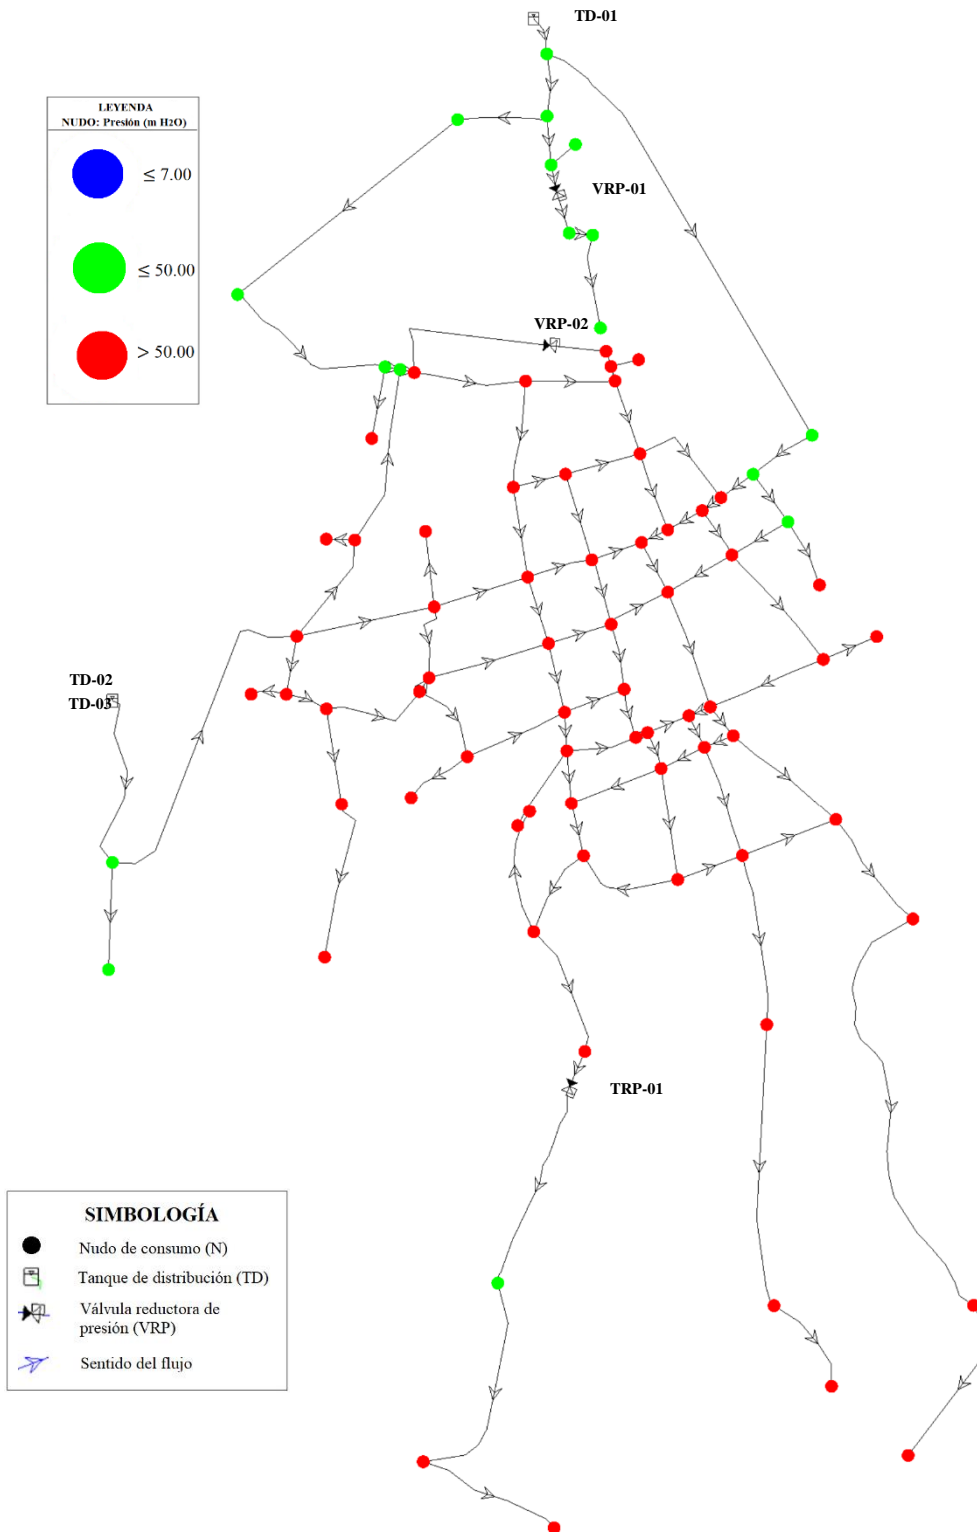 TD-01
LEYENDA
NUDO: Presión (m H2O)
≤ 7.00
≤ 50.00
> 50.00
VRP-01
VRP-02
TD-02
TD-03
TRP-01
SIMBOLOGÍA
Nudo de consumo (N)
Tanque de distribución (TD)
Válvula reductora de
presión (VRP)
Sentido del flujo